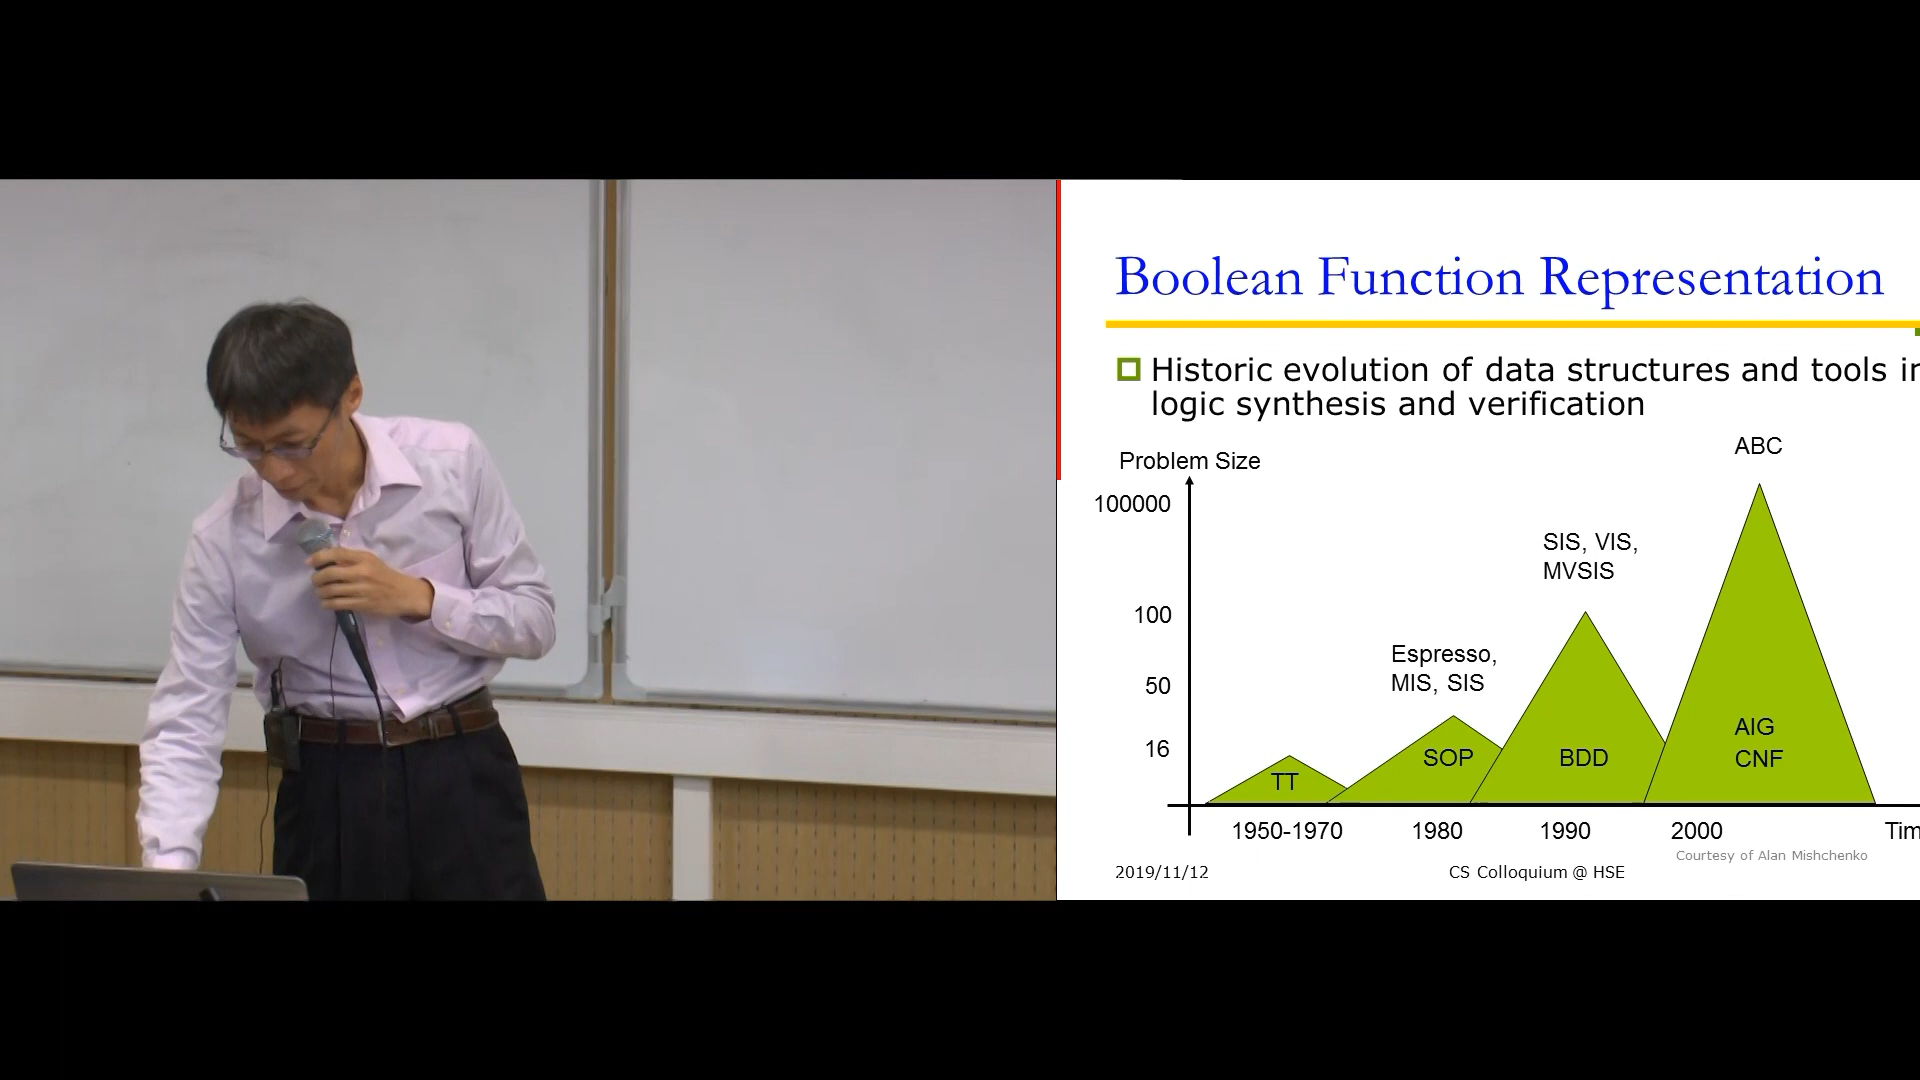 Boolean Function Representation
Historic evolution of data structures and tools in
logic synthesis and verification
Problem Size
100000
100
50
16
ABC
SIS, VIS,
MVSIS
Espresso,
MIS, SIS
TT
SOP
BDD
AIG
CNF
1950-1970
1980
1990
2000
Tim
Courtesy of Alan Mishchenko
2019/11/12
CS Colloquium @ HSE